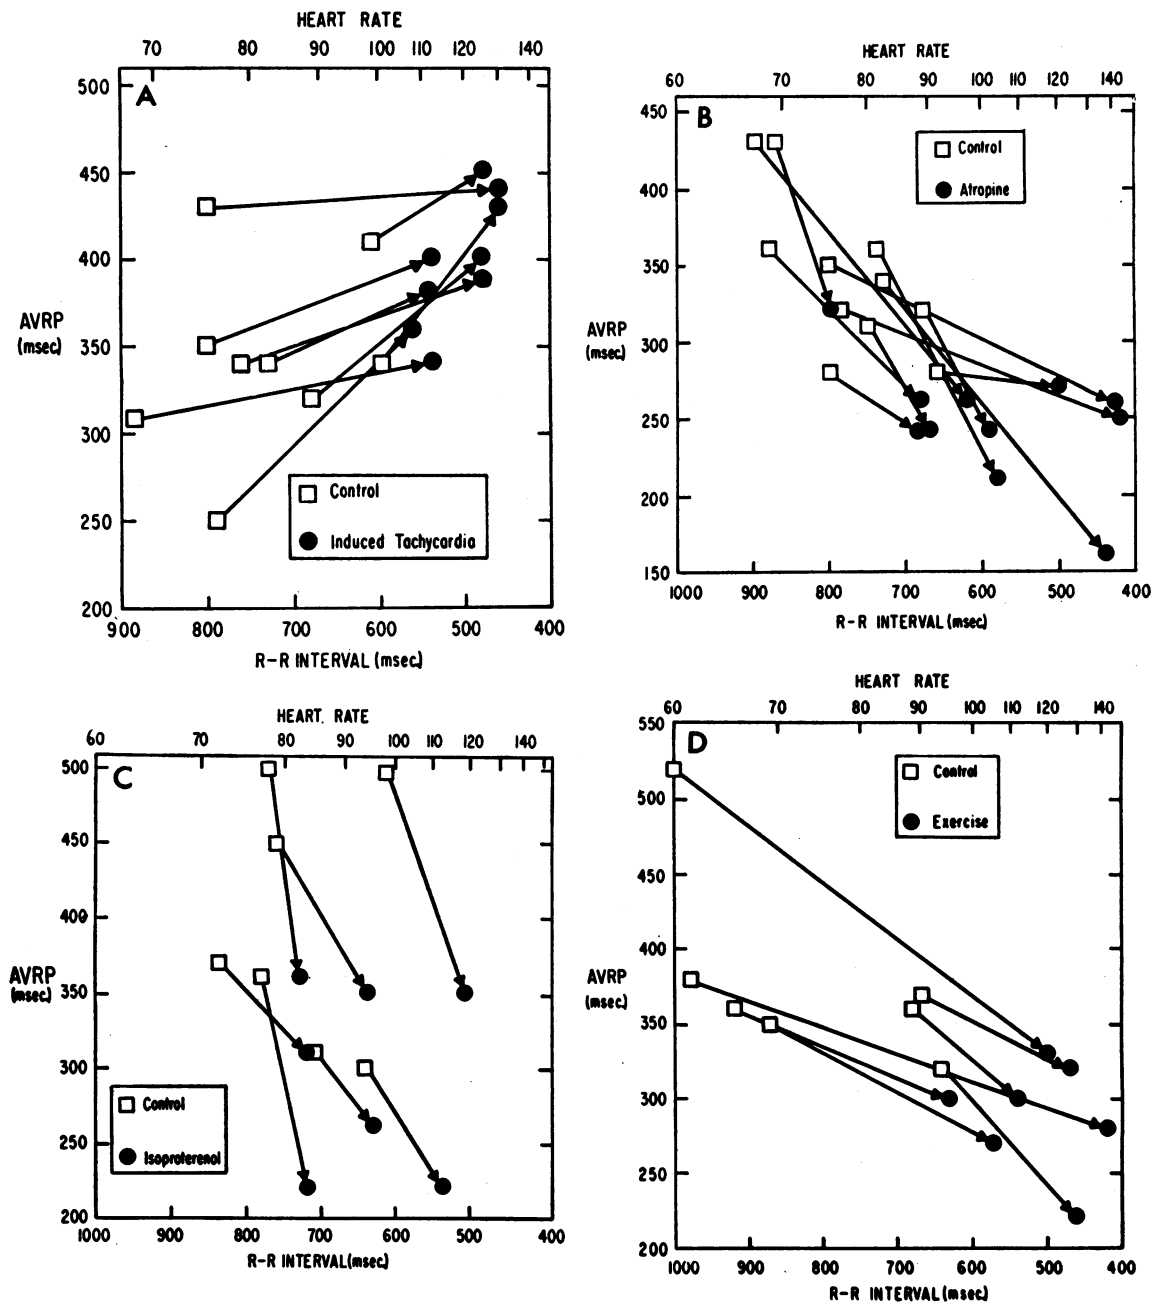 HEART RATE
70 80 90 100 110 120 140
500
A
450
400
AVRP
(msec)
350
300
Control
250
Induced Tachycardia
200
900 800 700 600 500 400
R-R INTERVAL (msec)
HEART RATE
60 70 80 90 100 110 120 140
450
B
Control
400
Atropine
350
AVRP
(msec)
300
250
200
150
1000 900 800 700 600 500 400
R-R INTERVAL (msec)
HEART RATE
60 70 80 90 100 110 120 140
500
C
450
400
AVRP
(msec)
350
300
Control
250
Isoproterenol
200
1000 900 800 700 600 500 400
R-R INTERVAL (msec)
HEART RATE
60 70 80 90 100 110 120 140
550
D
Control
500
Exercise
450
400
AVRP
(msec)
350
300
250
200
1000 900 800 700 600 500 400
R-R INTERVAL (msec)